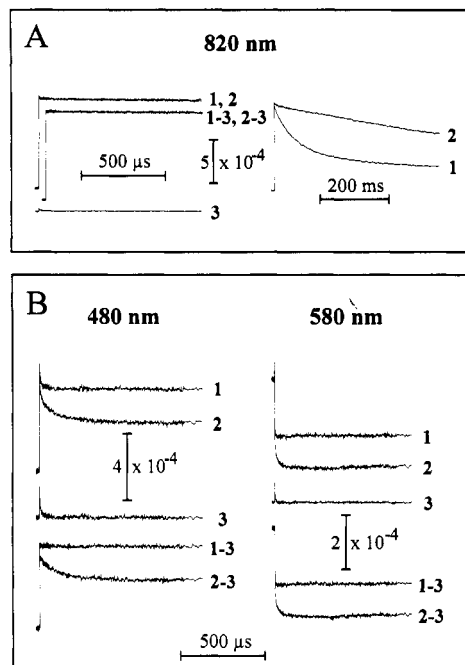 A
820 nm
1, 2
1-3, 2-3
500 µs
5 x 10⁻⁴
3
2
1
200 ms
B
480 nm
580 nm
1
2
4 x 10⁻⁴
3
1-3
2-3
1
2
3
2 x 10⁻⁴
1-3
2-3
500 µs